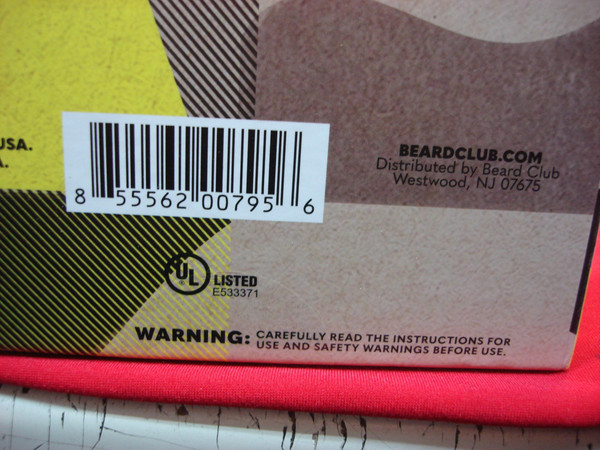 USA.
BEARDCLUB.COM
Distributed by Beard Club
Westwood, NJ 07675
8 55562 00795 6
UL LISTED
E533371
WARNING: CAREFULLY READ THE INSTRUCTIONS FOR
USE AND SAFETY WARNINGS BEFORE USE.